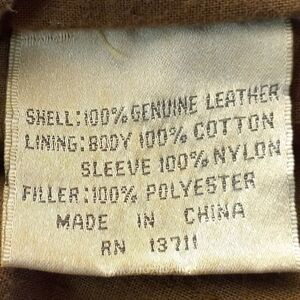 SHELL:100% GENUINE LEATHER
LINING:BODY 100% COTTON
SLEEVE 100% NYLON
FILLER:100% POLYESTER
MADE IN CHINA
RN 13711